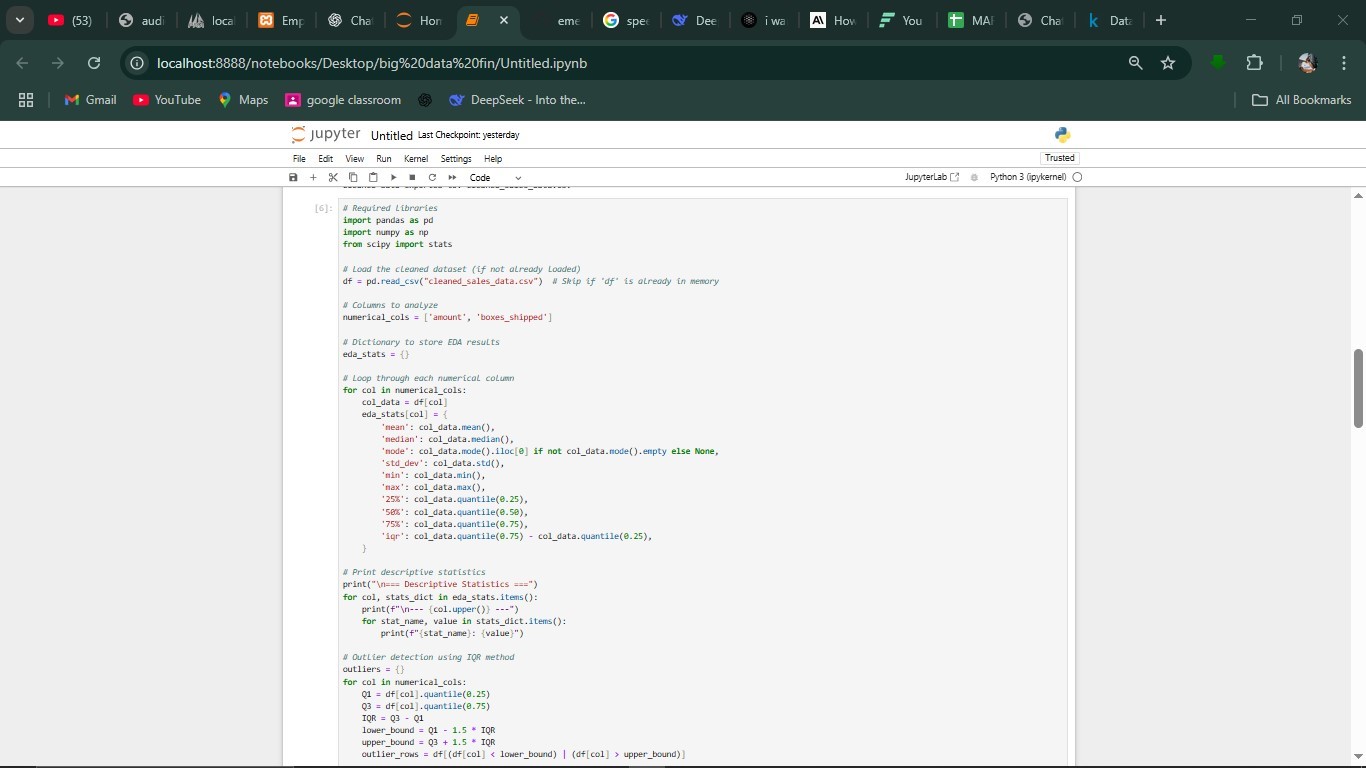 (53)
audi
local
Emp
Cha
Hon
eme
spec
Dee
i wa
How
You
MAI
Cha
Data
localhost:8888/notebooks/Desktop/big%20data%20fin/Untitled.ipynb
Gmail
YouTube
Maps
google classroom
DeepSeek - Into the...
All Bookmarks
jupyter Untitled Last Checkpoint: yesterday
File Edit View Run Kernel Settings Help
Trusted
Code
JupyterLab
Python 3 (ipykernel)
[6]:
# Required Libraries
import pandas as pd
import numpy as np
from scipy import stats
# Load the cleaned dataset (if not already loaded)
df = pd.read_csv("cleaned_sales_data.csv")  # Skip if 'df' is already in memory
# Columns to analyze
numerical_cols = ['amount', 'boxes_shipped']
# Dictionary to store EDA results
eda_stats = {}
# Loop through each numerical column
for col in numerical_cols:
    col_data = df[col]
    eda_stats[col] = {
        'mean': col_data.mean(),
        'median': col_data.median(),
        'mode': col_data.mode().iloc[0] if not col_data.mode().empty else None,
        'std_dev': col_data.std(),
        'min': col_data.min(),
        'max': col_data.max(),
        '25%': col_data.quantile(0.25),
        '50%': col_data.quantile(0.50),
        '75%': col_data.quantile(0.75),
        'iqr': col_data.quantile(0.75) - col_data.quantile(0.25),
    }
# Print descriptive statistics
print("\n=== Descriptive Statistics ===")
for col, stats_dict in eda_stats.items():
    print(f"\n--- {col.upper()} ---")
    for stat_name, value in stats_dict.items():
        print(f"{stat_name}: {value}")
# Outlier detection using IQR method
outliers = {}
for col in numerical_cols:
    Q1 = df[col].quantile(0.25)
    Q3 = df[col].quantile(0.75)
    IQR = Q3 - Q1
    lower_bound = Q1 - 1.5 * IQR
    upper_bound = Q3 + 1.5 * IQR
    outlier_rows = df[(df[col] < lower_bound) | (df[col] > upper_bound)]